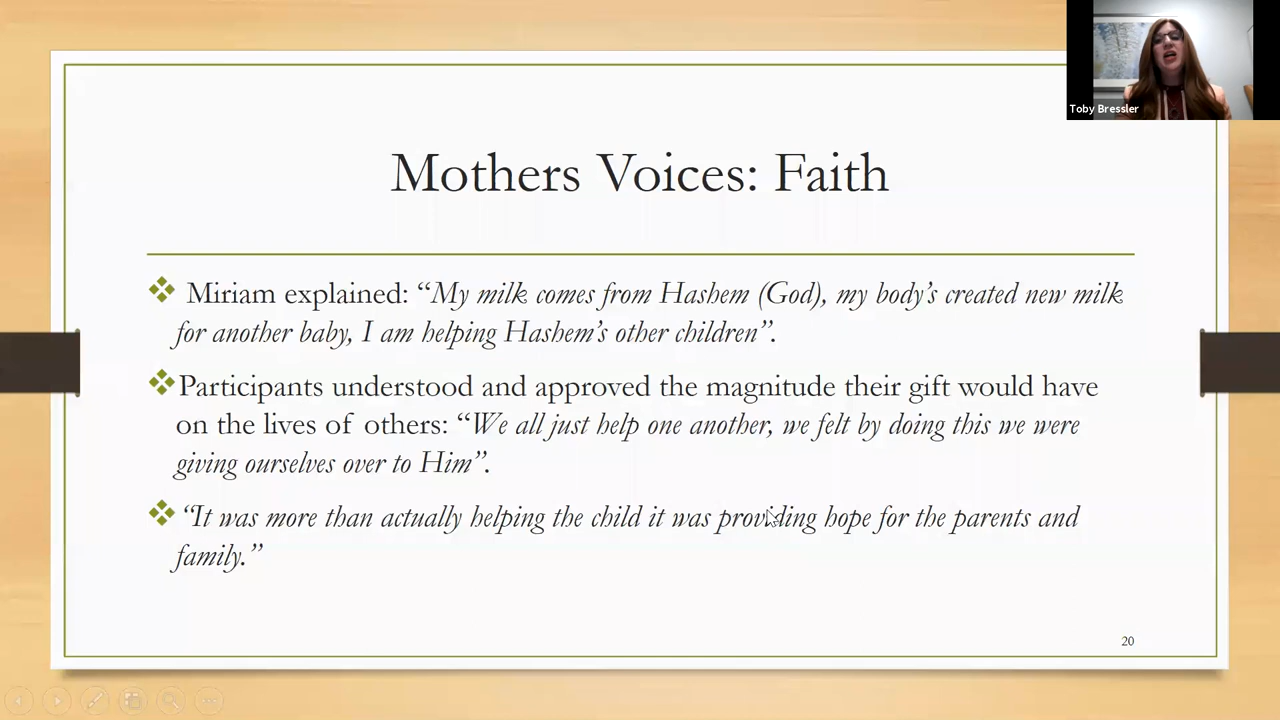 Toby Bressler
Mothers Voices: Faith
❖ Miriam explained: “My milk comes from Hashem (God), my body’s created new milk
for another baby, I am helping Hashem’s other children”.
❖Participants understood and approved the magnitude their gift would have
on the lives of others: “We all just help one another, we felt by doing this we were
giving ourselves over to Him”.
❖“It was more than actually helping the child it was providing hope for the parents and
family.”
20